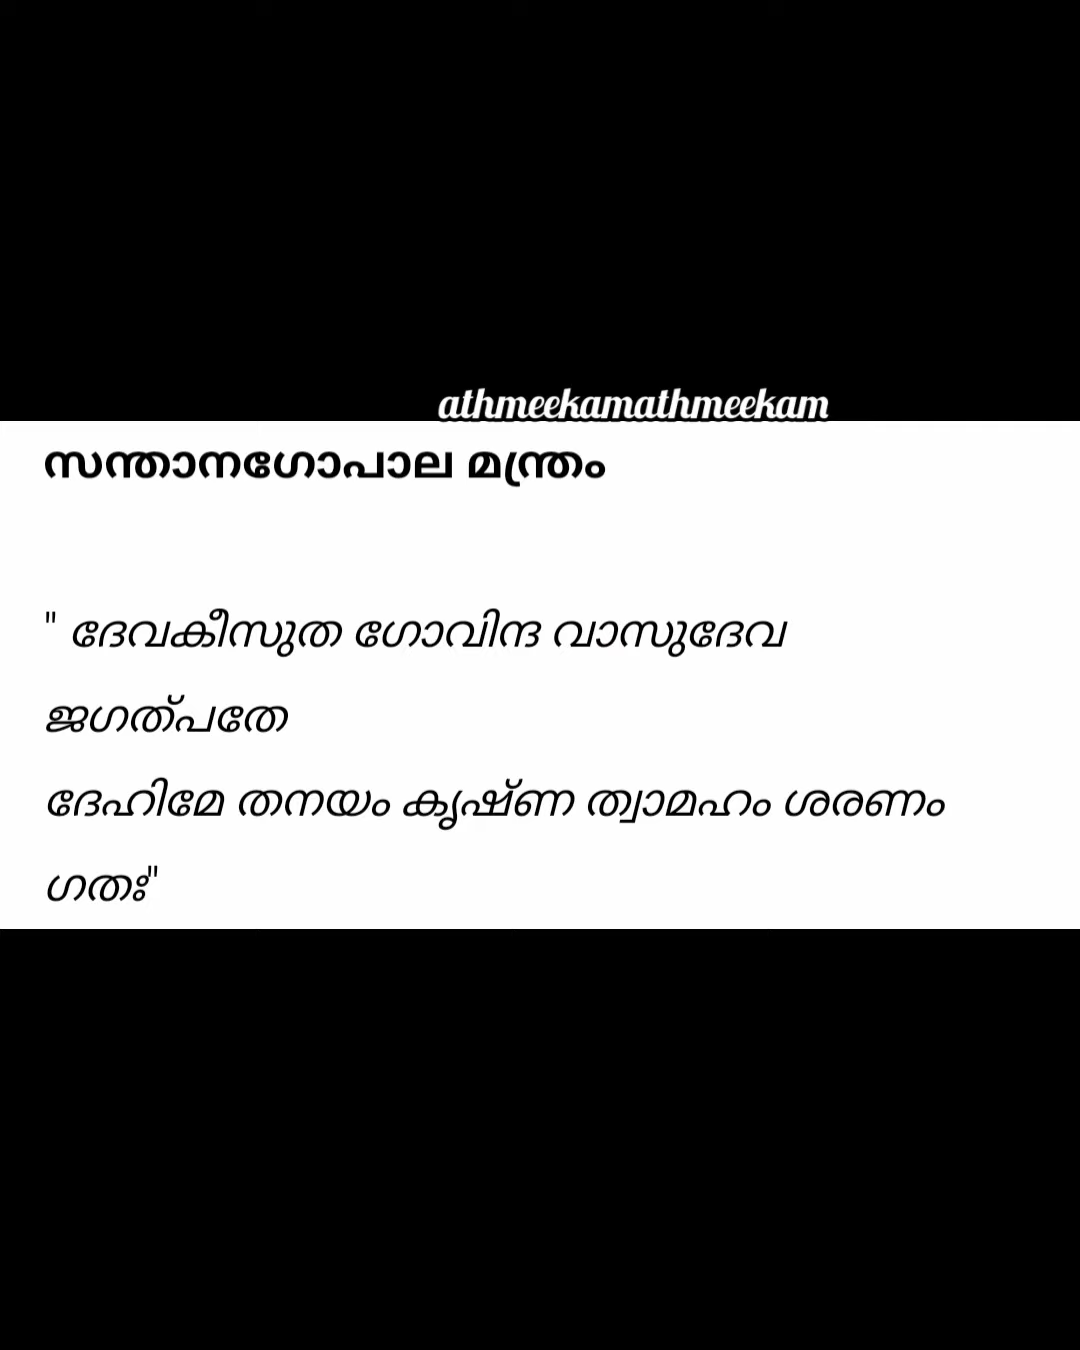 athmeekamathmeekam
സന്താനഗോപാല മന്ത്രം
" ദേവകീസുത ഗോവിന്ദ വാസുദേവ
ജഗത്പതേ
ദേഹിമേ തനയം കൃഷ്ണ ത്വാമഹം ശരണം
ഗതഃ"